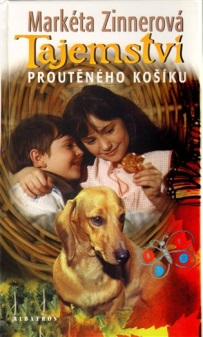 Markéta Zinnerová
Tajemství
PROUTĚNÉHO KOŠÍKU
ALBATROS